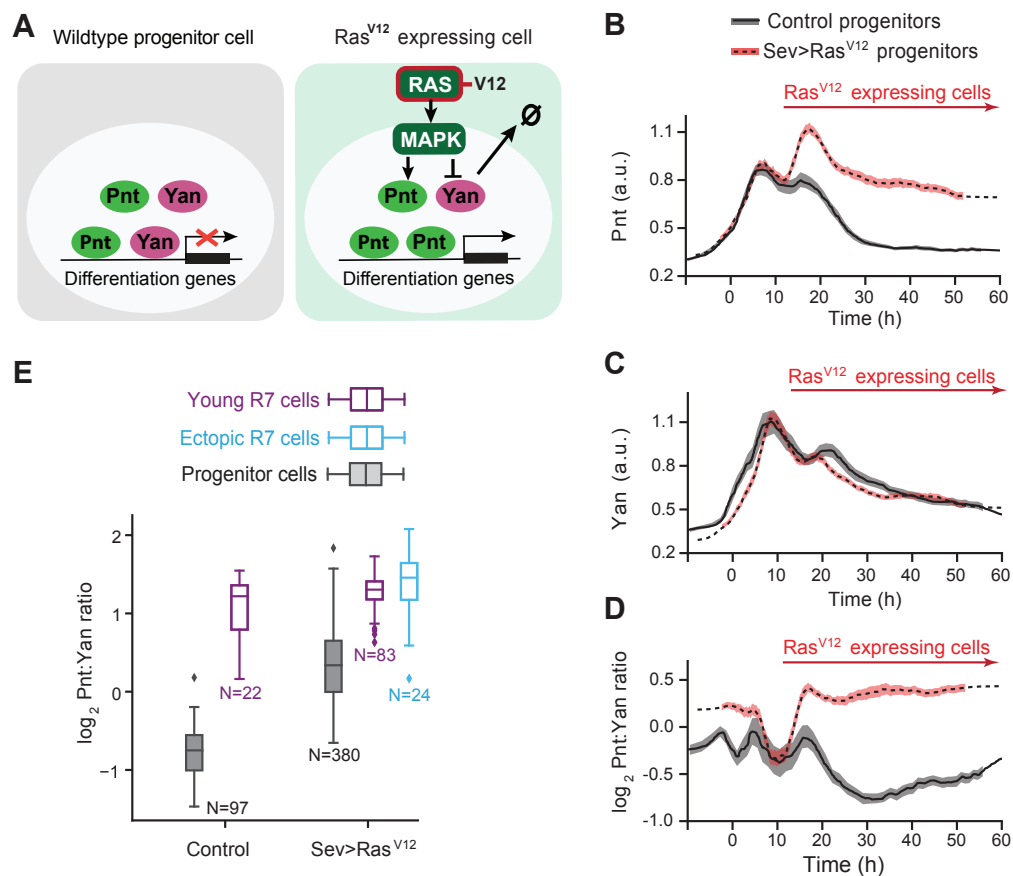 A
Wildtype progenitor cell
Ras^V12 expressing cell
RAS
V12
MAPK
Ø
Pnt
Yan
Pnt
Yan
Pnt
Yan
Pnt
Pnt
Differentiation genes
Differentiation genes
B
Control progenitors
Sev>Ras^V12 progenitors
Ras^V12 expressing cells
1.1
0.8
0.5
0.2
Pnt (a.u.)
0 10 20 30 40 50 60
Time (h)
C
Ras^V12 expressing cells
1.1
0.8
0.5
0.2
Yan (a.u.)
0 10 20 30 40 50 60
Time (h)
D
Ras^V12 expressing cells
0.5
0.0
-0.5
-1.0
log2 Pnt:Yan ratio
0 10 20 30 40 50 60
Time (h)
E
Young R7 cells
Ectopic R7 cells
Progenitor cells
2
1
0
−1
log2 Pnt:Yan ratio
N=97
N=22
N=380
N=83
N=24
Control
Sev>Ras^V12